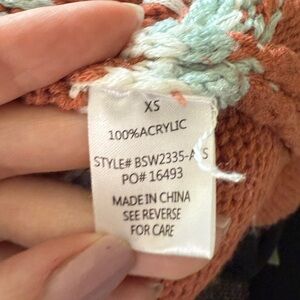 XS
100%ACRYLIC
STYLE# BSW2335-A-S
PO# 16493
MADE IN CHINA
SEE REVERSE
FOR CARE